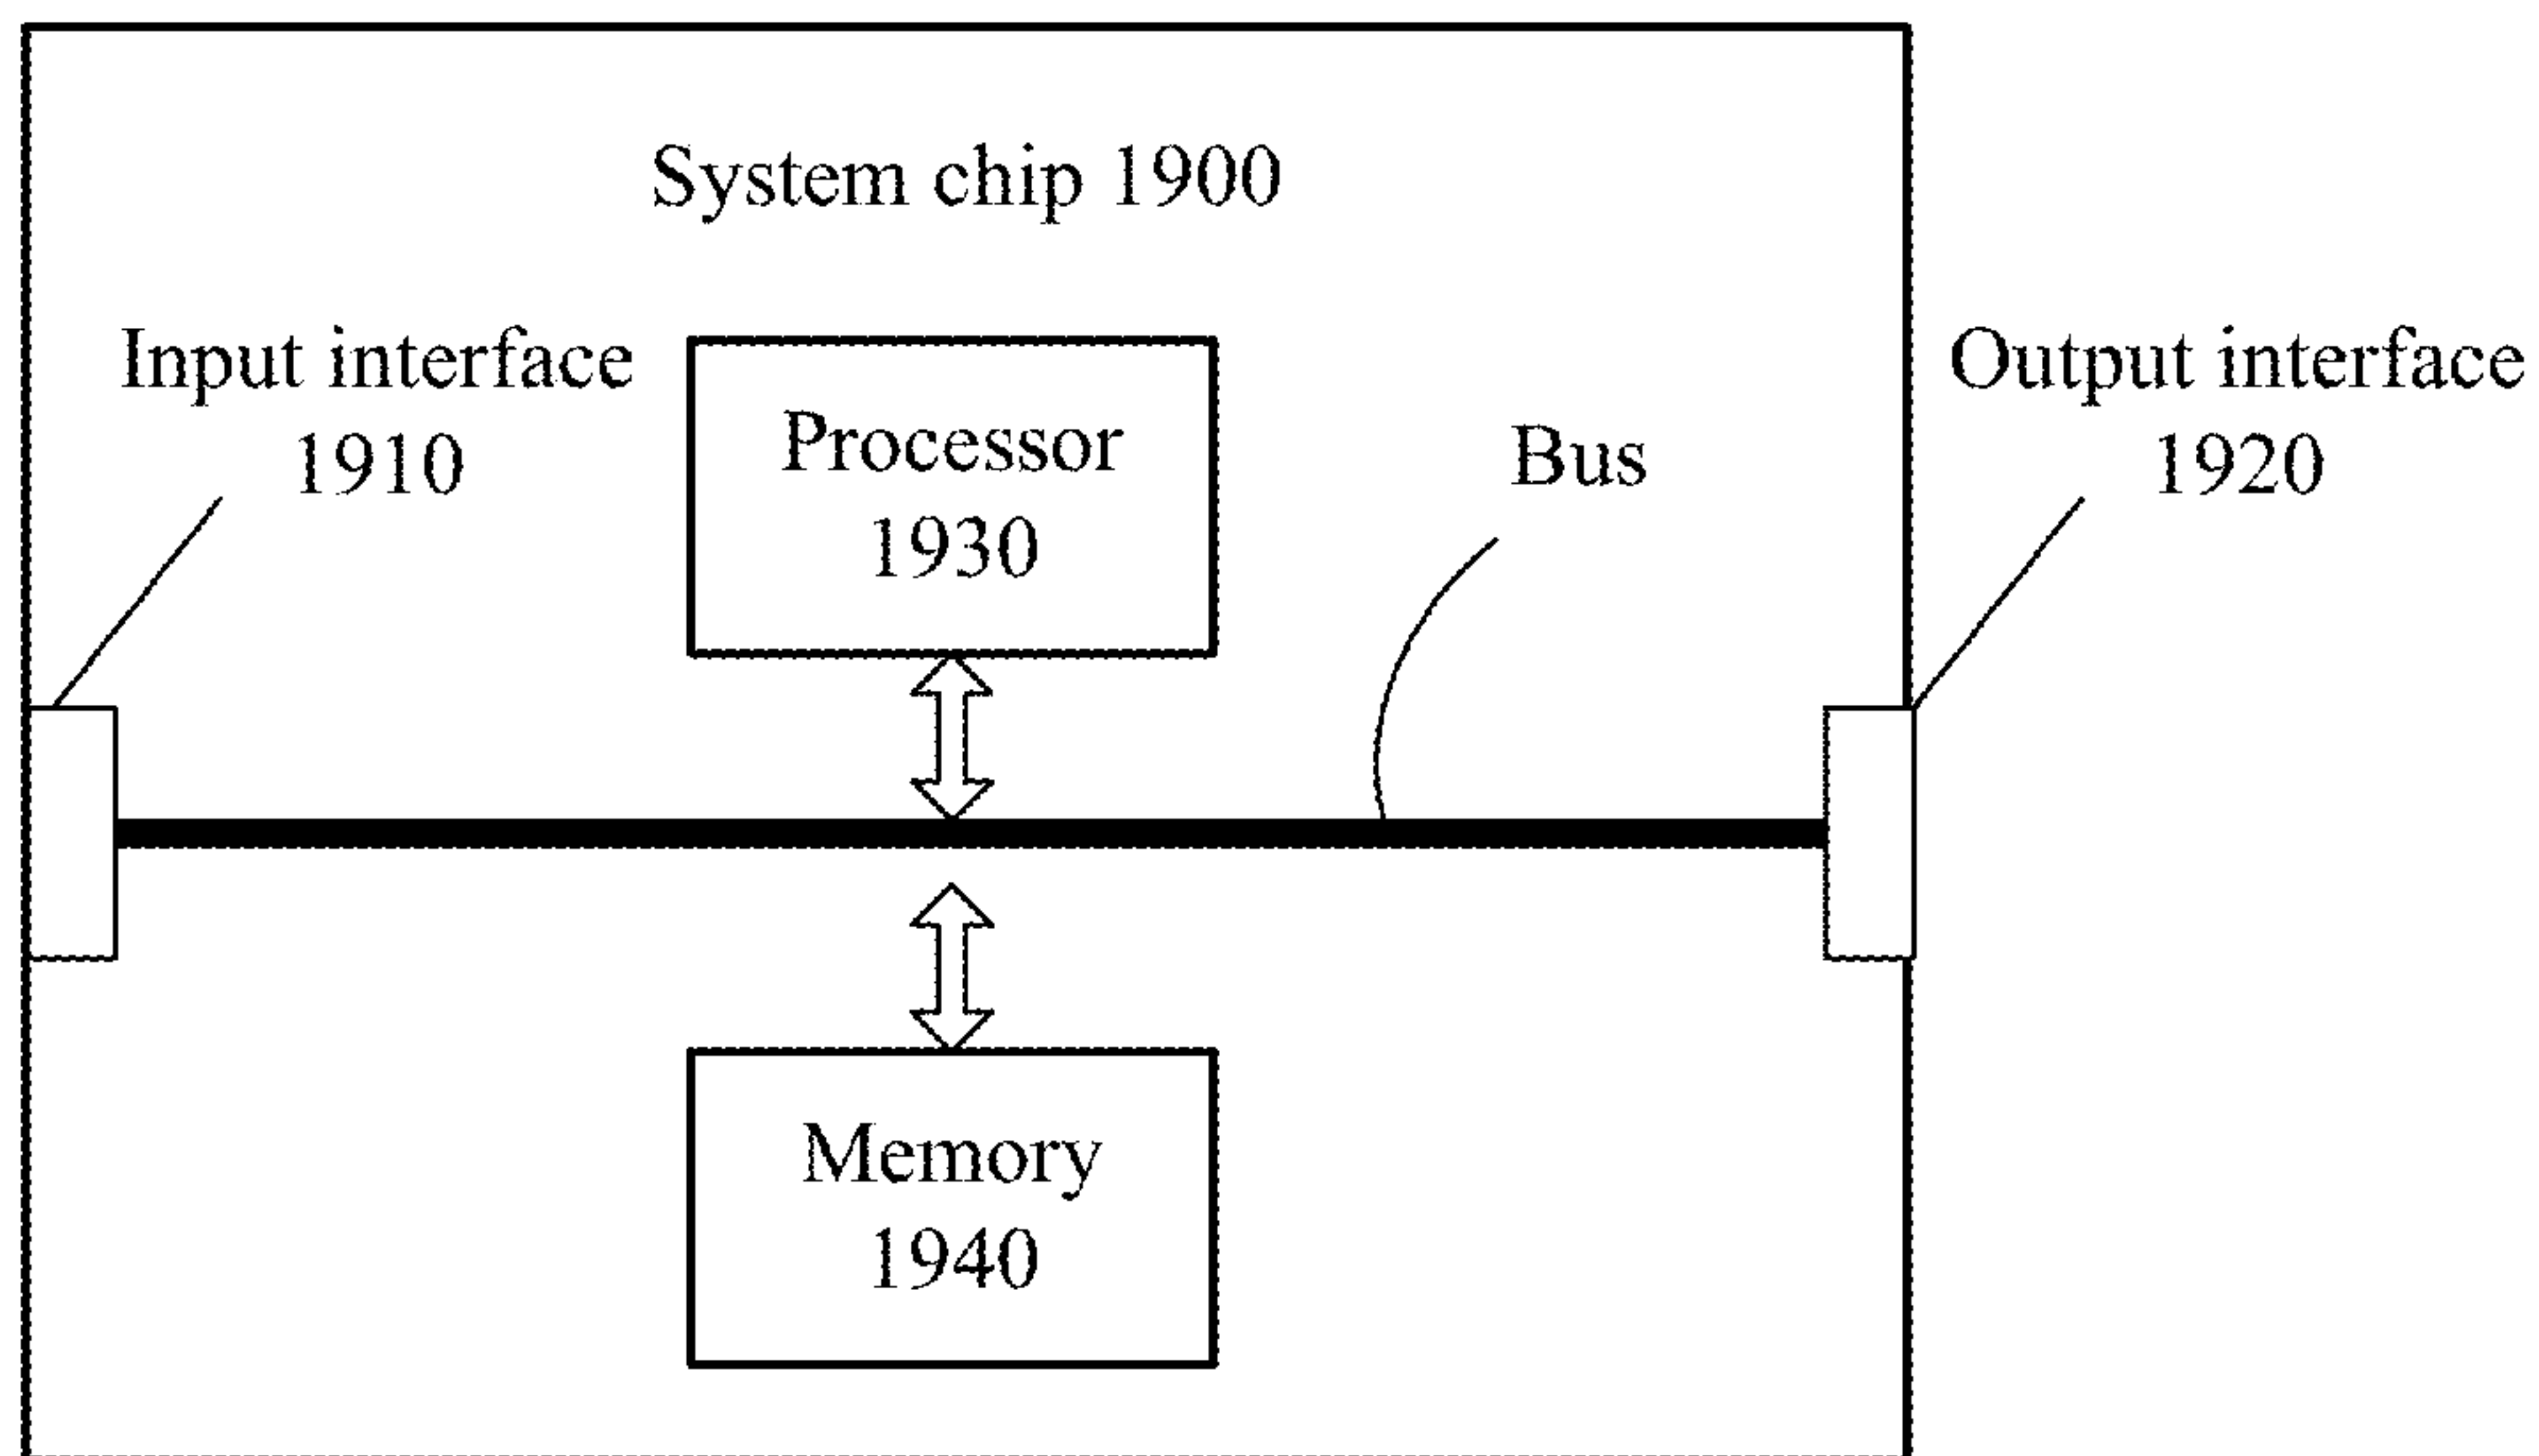 System chip 1900
Input interface
1910
Processor
1930
Bus
Output interface
1920
Memory
1940